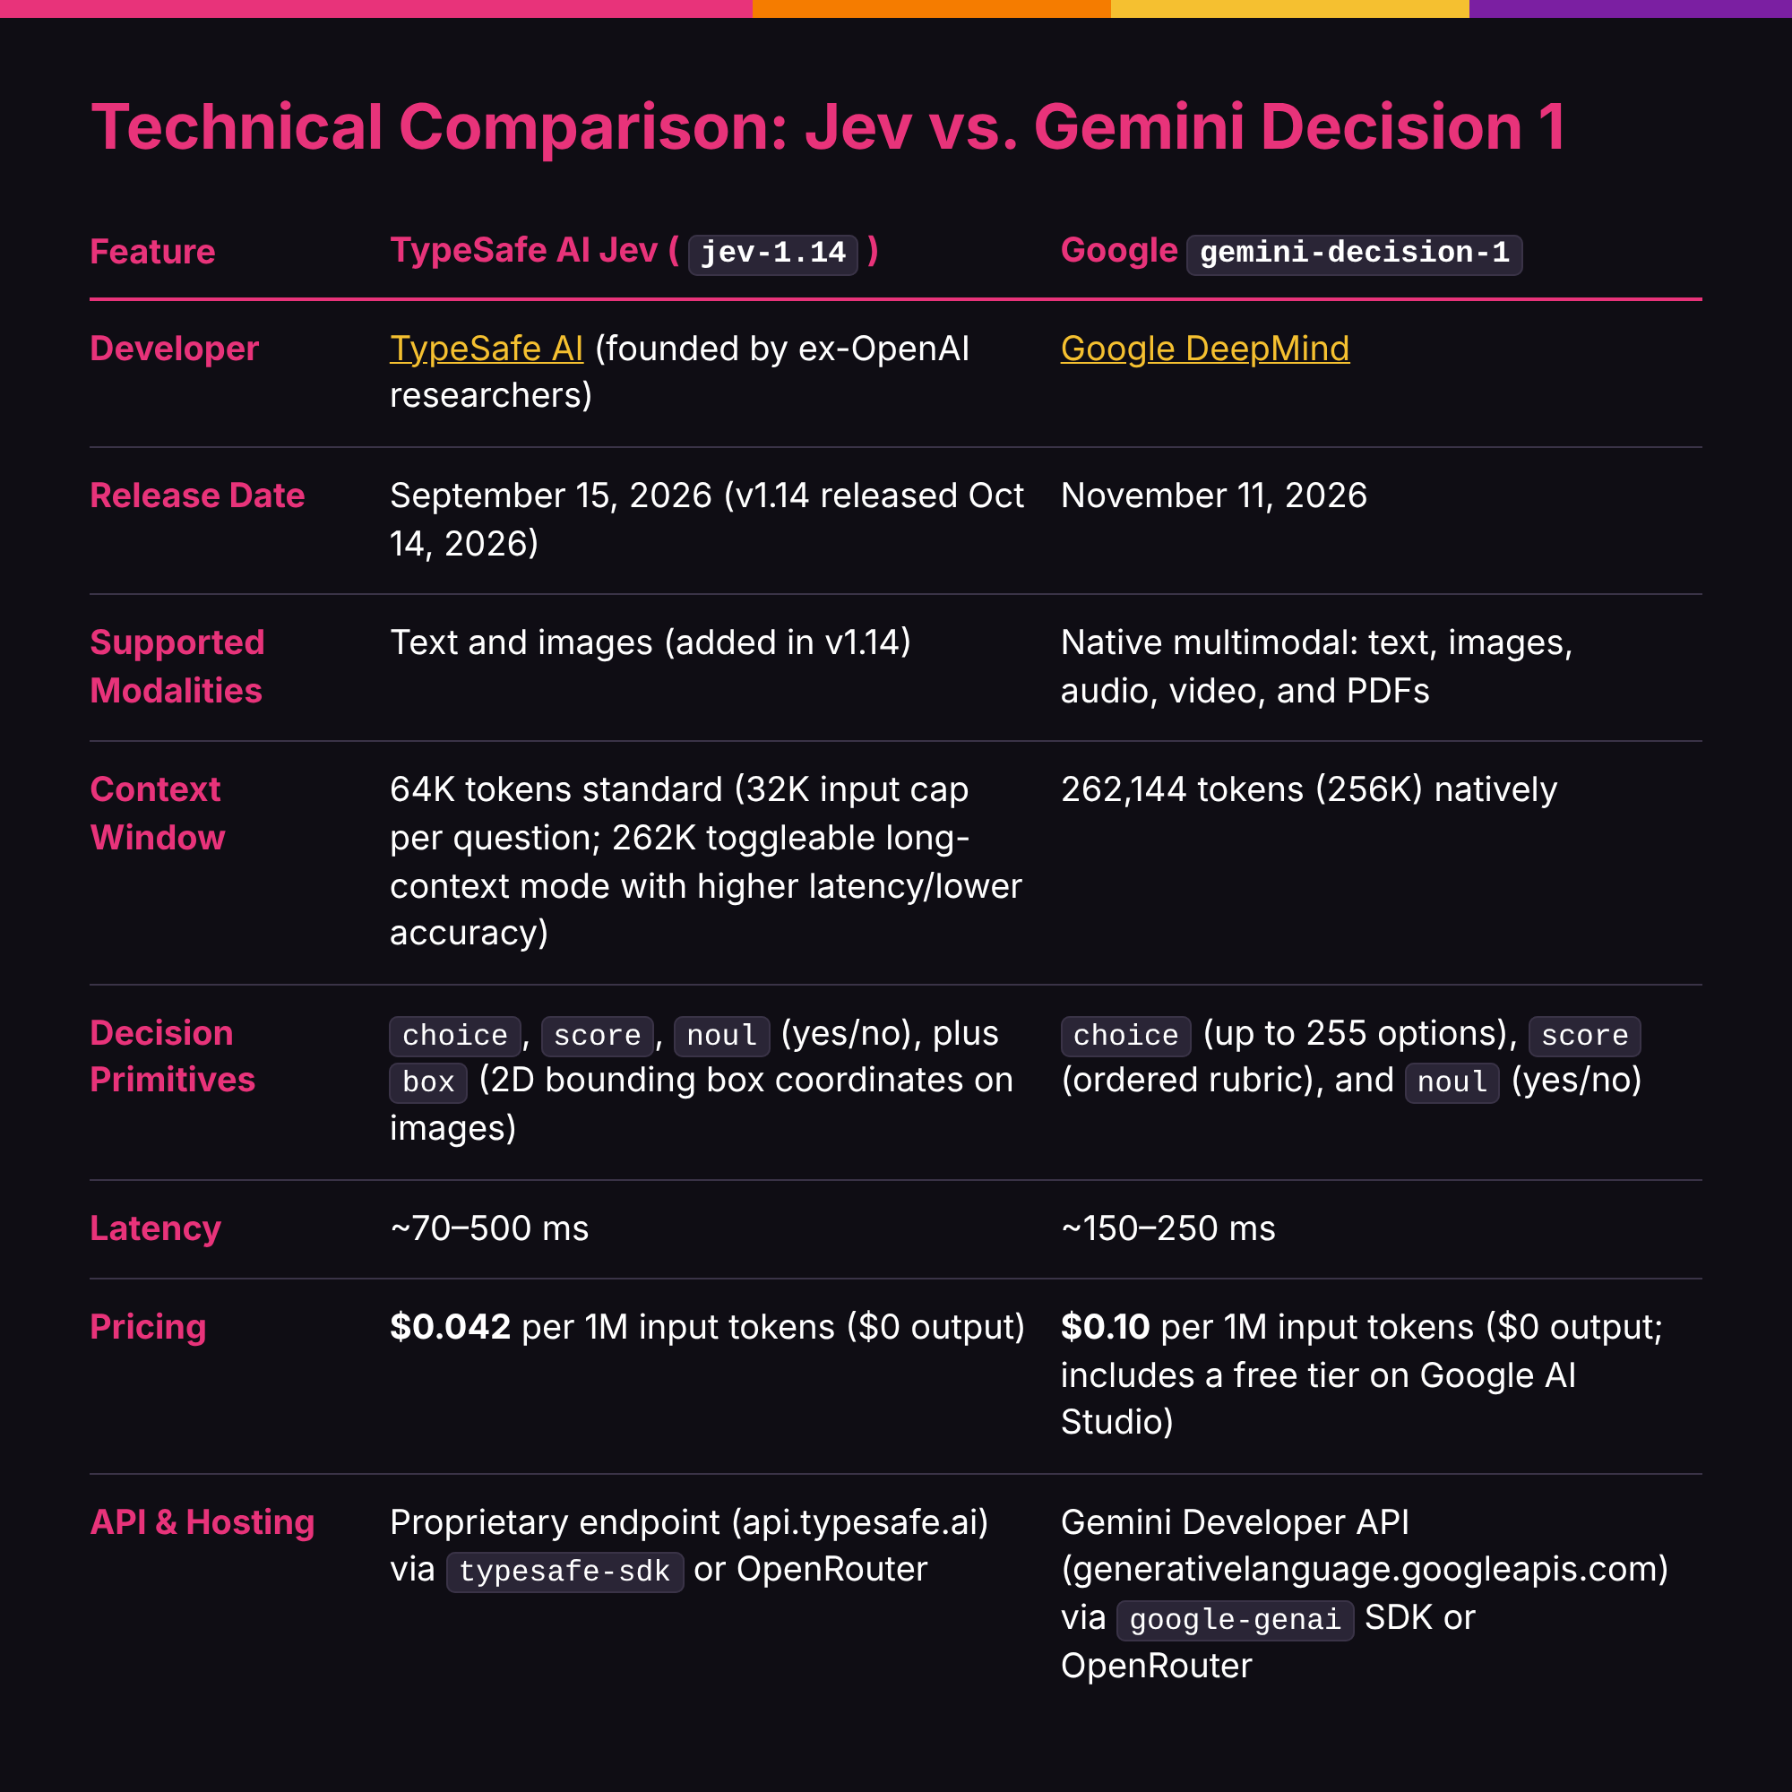 Technical Comparison: Jev vs. Gemini Decision 1
Feature
TypeSafe AI Jev ( jev-1.14 )
Google gemini-decision-1
Developer
TypeSafe AI (founded by ex-OpenAI
researchers)
Google DeepMind
Release Date
September 15, 2026 (v1.14 released Oct
14, 2026)
November 11, 2026
Supported
Modalities
Text and images (added in v1.14)
Native multimodal: text, images,
audio, video, and PDFs
Context
Window
64K tokens standard (32K input cap
per question; 262K toggleable long-
context mode with higher latency/lower
accuracy)
262,144 tokens (256K) natively
Decision
Primitives
choice, score, noul (yes/no), plus
box (2D bounding box coordinates on
images)
choice (up to 255 options), score
(ordered rubric), and noul (yes/no)
Latency
~70–500 ms
~150–250 ms
Pricing
$0.042 per 1M input tokens ($0 output)
$0.10 per 1M input tokens ($0 output;
includes a free tier on Google AI
Studio)
API & Hosting
Proprietary endpoint (api.typesafe.ai)
via typesafe-sdk or OpenRouter
Gemini Developer API
(generativelanguage.googleapis.com)
via google-genai SDK or
OpenRouter